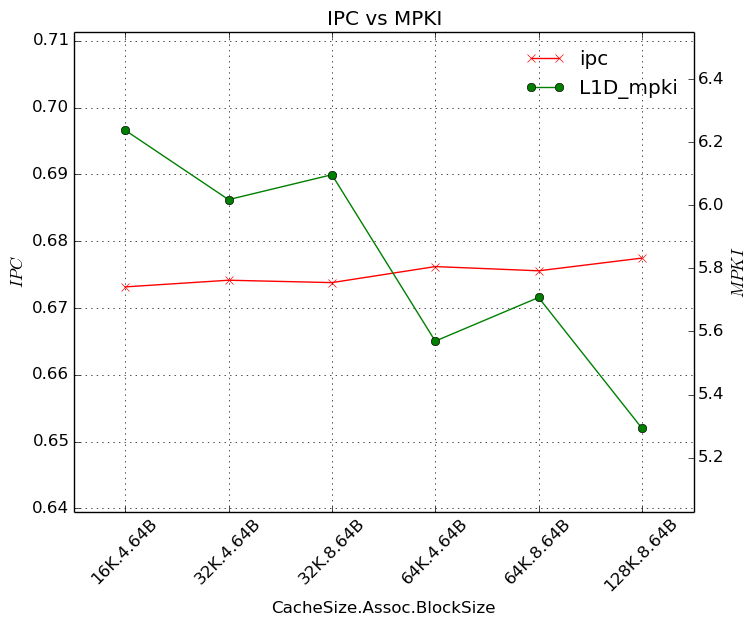 IPC vs MPKI
ipc
L1D_mpki
0.71
0.70
0.69
0.68
0.67
0.66
0.65
0.64
IPC
6.4
6.2
6.0
5.8
5.6
5.4
5.2
MPKI
16K.4.64B
32K.4.64B
32K.8.64B
64K.4.64B
64K.8.64B
128K.8.64B
CacheSize.Assoc.BlockSize